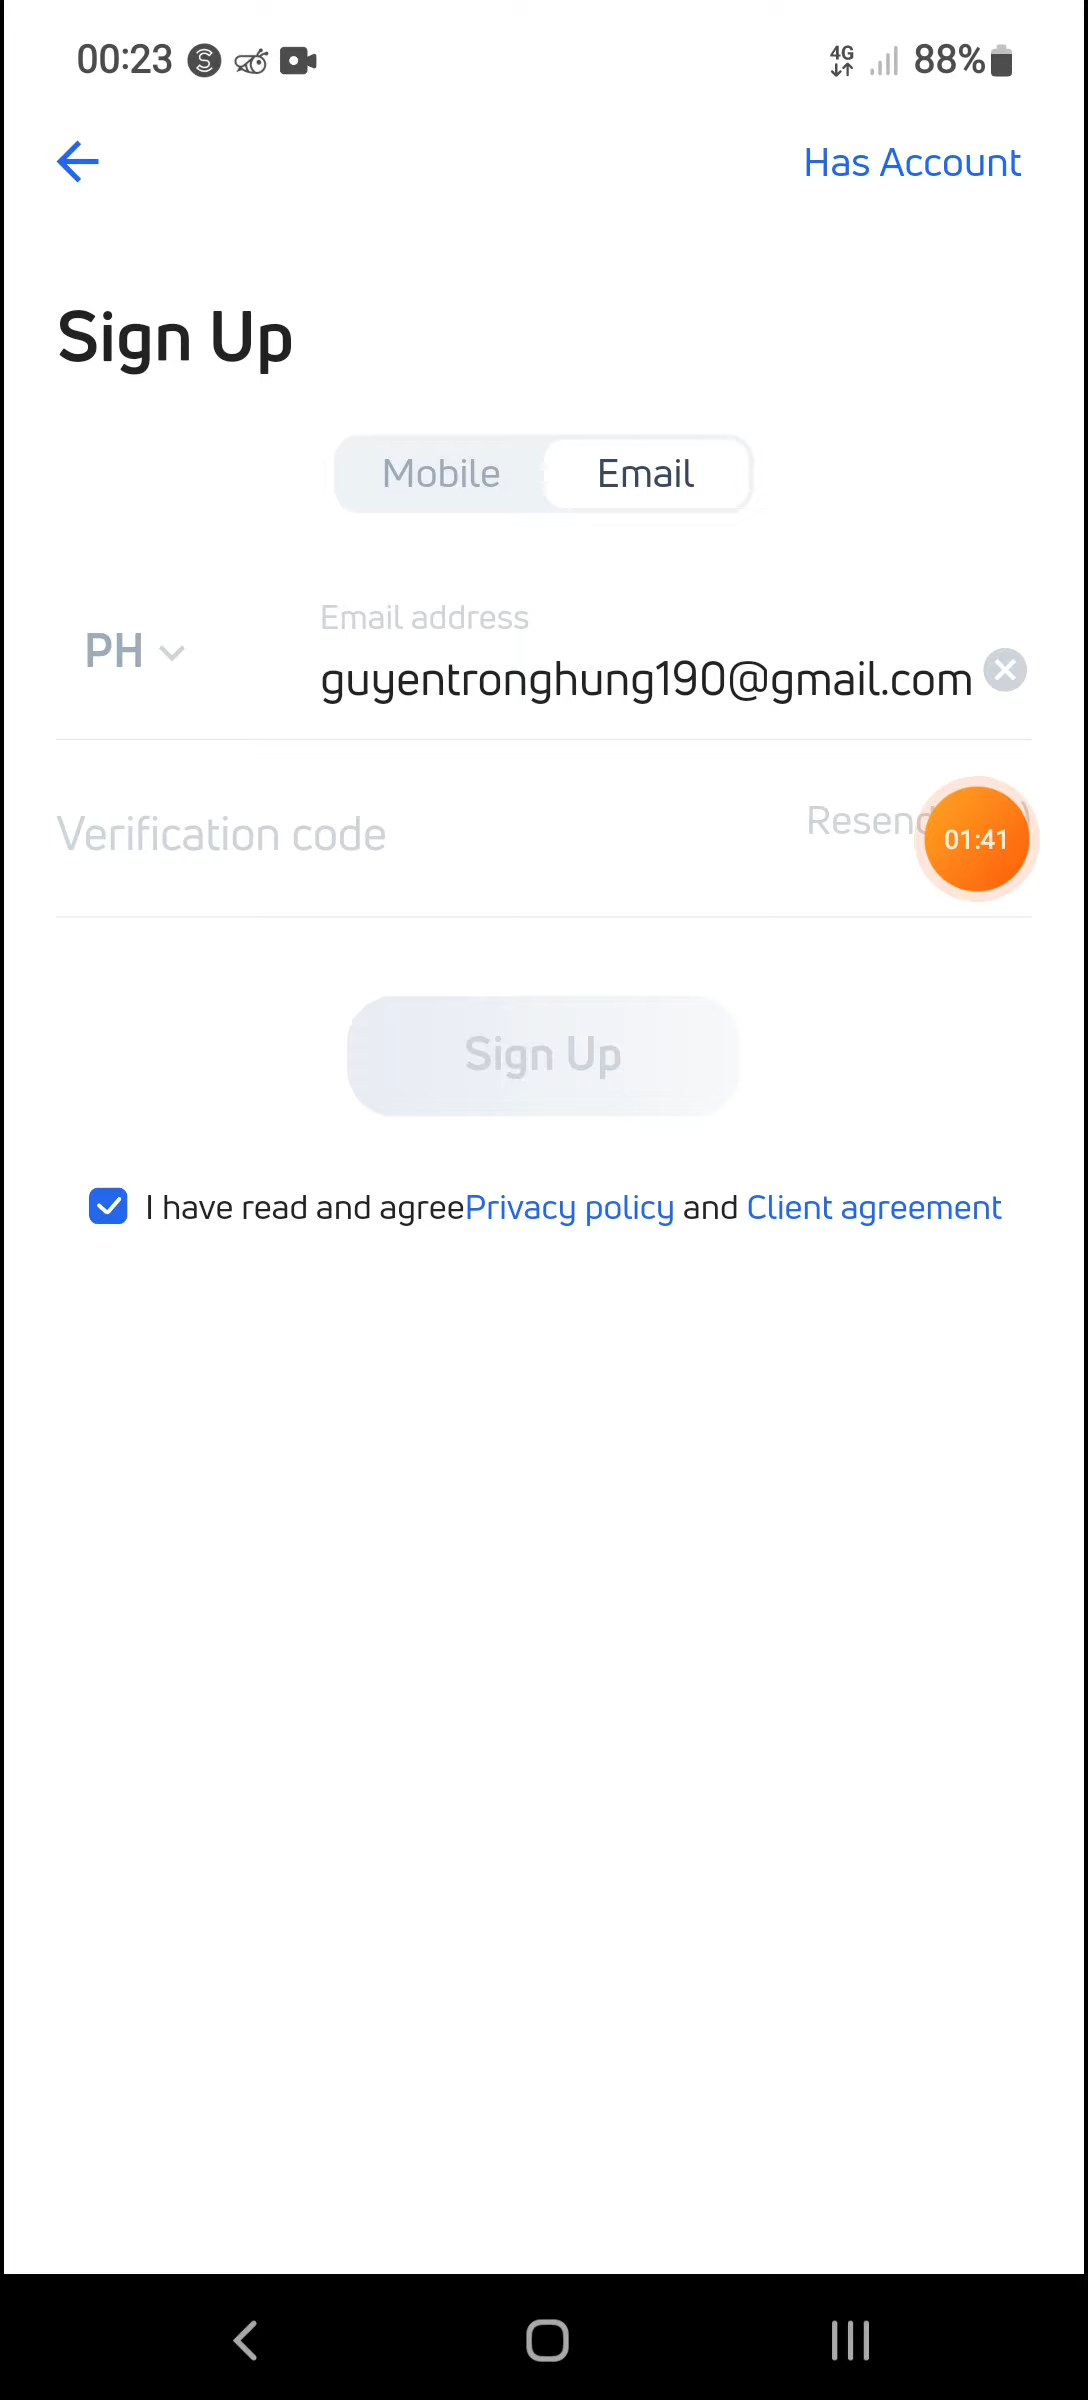 00:23 4G 88%
Has Account
Sign Up
Mobile Email
Email address
PH
guyentronghung190@gmail.com
Verification code
01:41
Sign Up
I have read and agreePrivacy policy and Client agreement